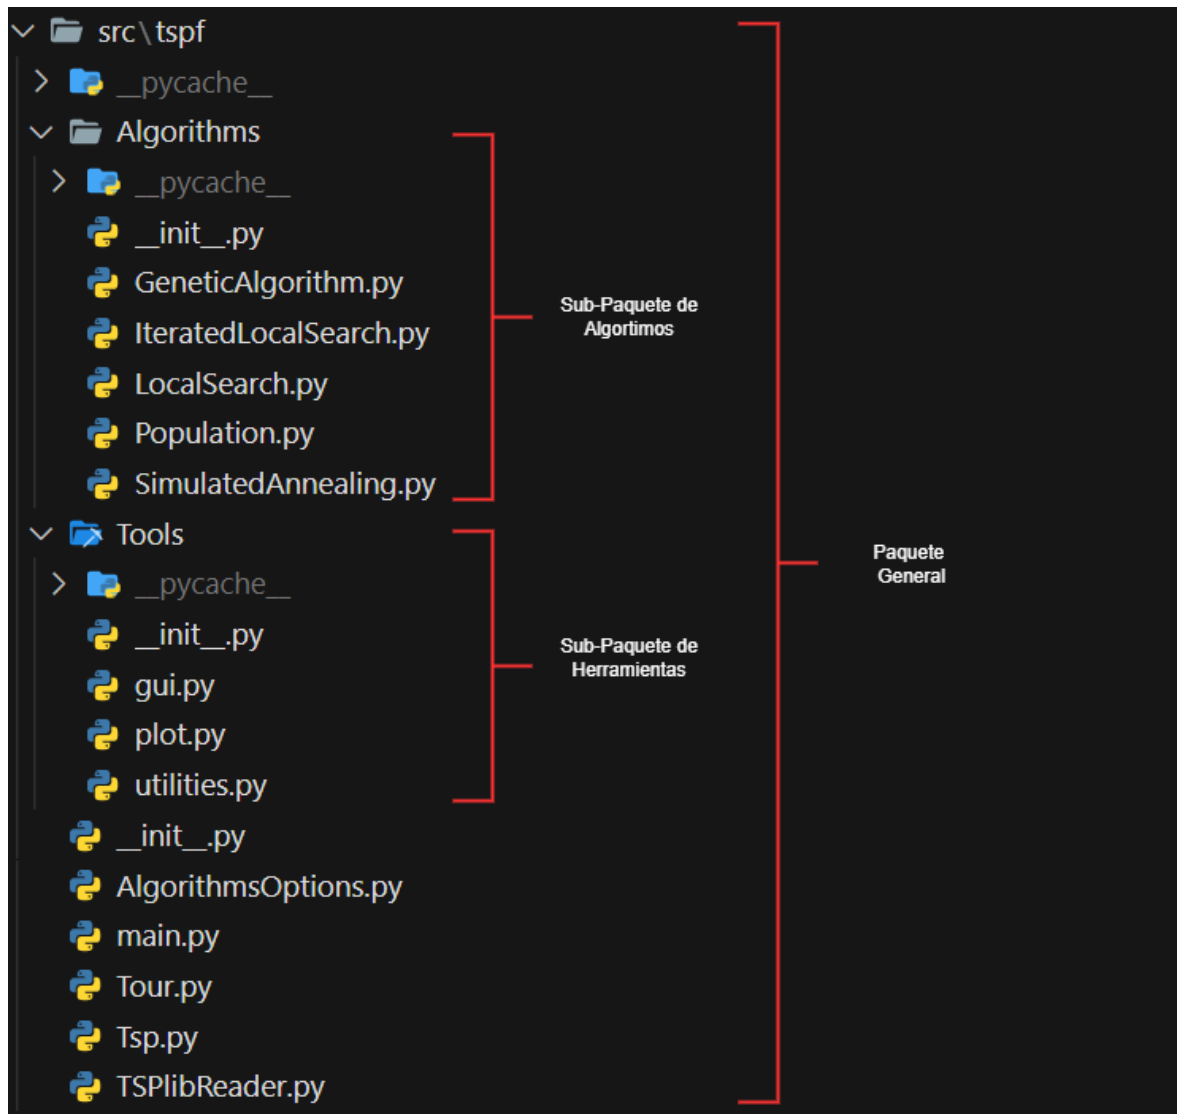 src\tspf
__pycache__
Algorithms
__pycache__
__init__.py
GeneticAlgorithm.py
IteratedLocalSearch.py
LocalSearch.py
Population.py
SimulatedAnnealing.py
Sub-Paquete de
Algortimos
Tools
__pycache__
__init__.py
gui.py
plot.py
utilities.py
Sub-Paquete de
Herramientas
__init__.py
AlgorithmsOptions.py
main.py
Tour.py
Tsp.py
TSPlibReader.py
Paquete
General